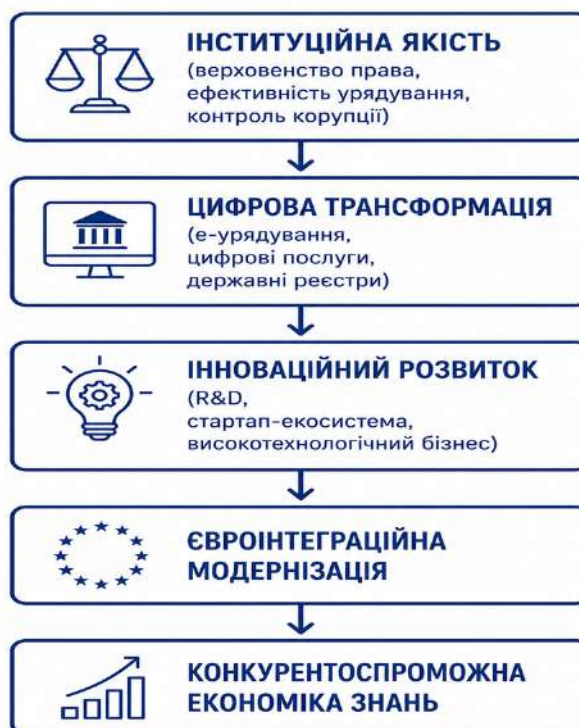 ІНСТИТУЦІЙНА ЯКІСТЬ
(верховенство права,
ефективність урядування,
контроль корупції)
ЦИФРОВА ТРАНСФОРМАЦІЯ
(е-урядування,
цифрові послуги,
державні реєстри)
ІННОВАЦІЙНИЙ РОЗВИТОК
(R&D,
стартап-екосистема,
високотехнологічний бізнес)
ЄВРОІНТЕГРАЦІЙНА
МОДЕРНІЗАЦІЯ
КОНКУРЕНТОСПРОМОЖНА
ЕКОНОМІКА ЗНАНЬ